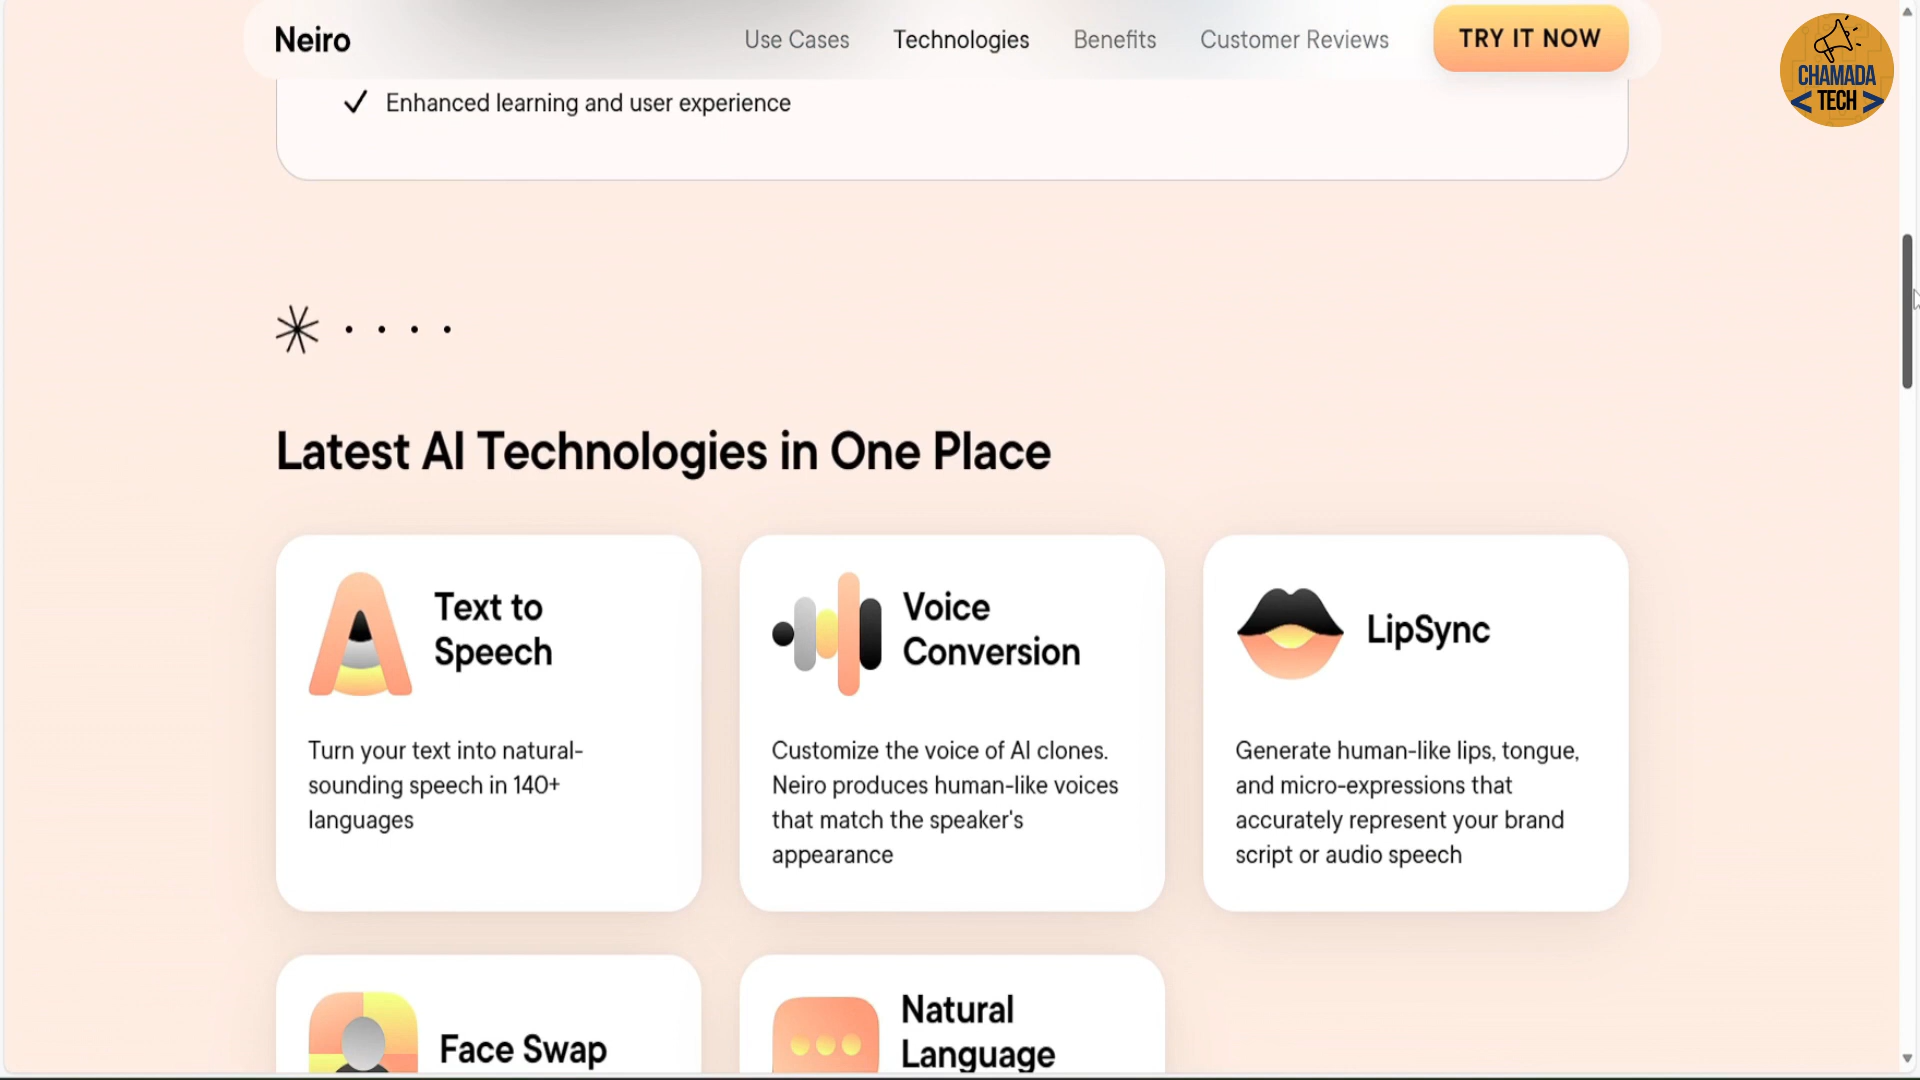 Neiro
Use Cases
Technologies
Benefits
Customer Reviews
TRY IT NOW
CHAMADA
< TECH >
Enhanced learning and user experience
Latest AI Technologies in One Place
Text to
Speech
Turn your text into natural-
sounding speech in 140+
languages
Voice
Conversion
Customize the voice of AI clones.
Neiro produces human-like voices
that match the speaker's
appearance
LipSync
Generate human-like lips, tongue,
and micro-expressions that
accurately represent your brand
script or audio speech
Face Swap
Natural
Language